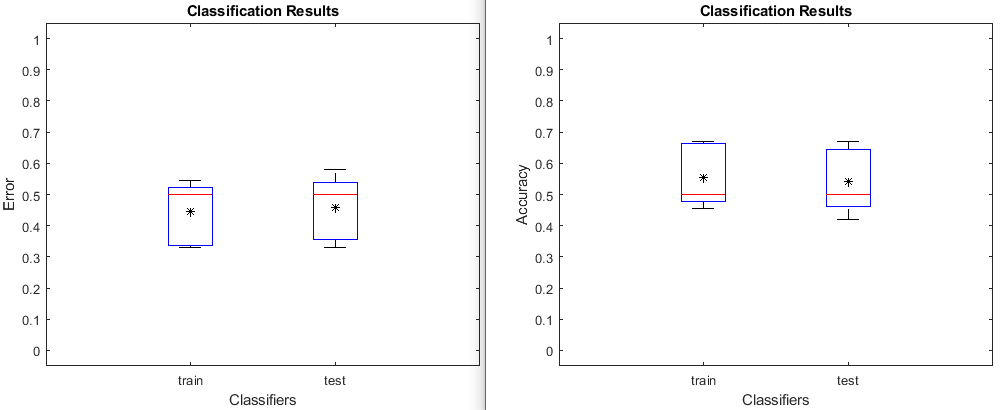 Classification Results
1
0.9
0.8
0.7
0.6
0.5
0.4
0.3
0.2
0.1
0
Error
train test
Classifiers
Classification Results
1
0.9
0.8
0.7
0.6
0.5
0.4
0.3
0.2
0.1
0
Accuracy
train test
Classifiers